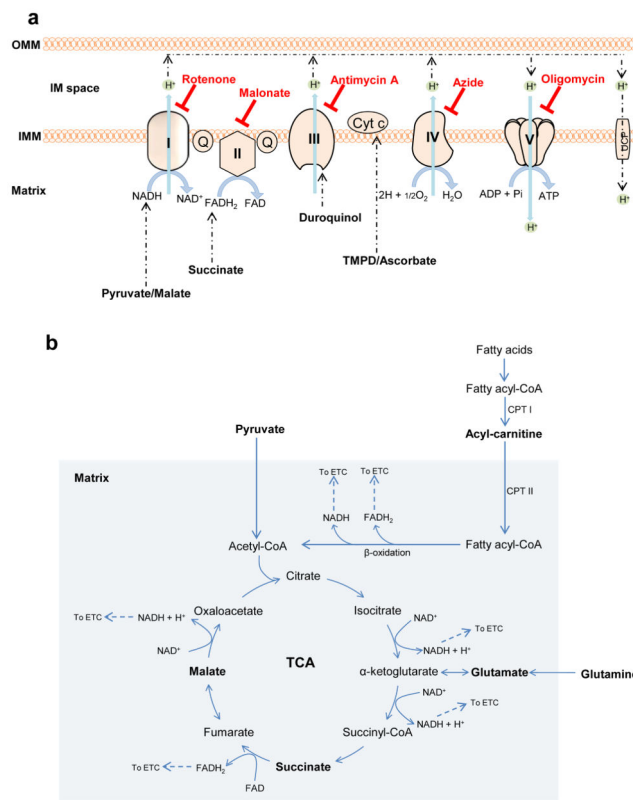 a
OMM
IM space
IMM
Matrix
H⁺
H⁺
H⁺
H⁺
H⁺
Rotenone
Malonate
Antimycin A
Azide
Oligomycin
I
Q
II
Q
III
Cyt c
IV
V
UCP
NADH
NAD⁺
FADH₂
FAD
2H + 1/2O₂
H₂O
ADP + Pi
ATP
H⁺
H⁺
Duroquinol
Succinate
TMPD/Ascorbate
Pyruvate/Malate
b
Fatty acids
Fatty acyl-CoA
CPT I
Acyl-carnitine
Pyruvate
Matrix
To ETC
To ETC
CPT II
NADH
FADH₂
Acetyl-CoA
β-oxidation
Fatty acyl-CoA
Citrate
Oxaloacetate
Isocitrate
To ETC
NADH + H⁺
NAD⁺
NAD⁺
To ETC
NADH + H⁺
Malate
TCA
α-ketoglutarate
Glutamate
Glutamine
NAD⁺
To ETC
NADH + H⁺
Fumarate
Succinyl-CoA
To ETC
FADH₂
FAD
Succinate